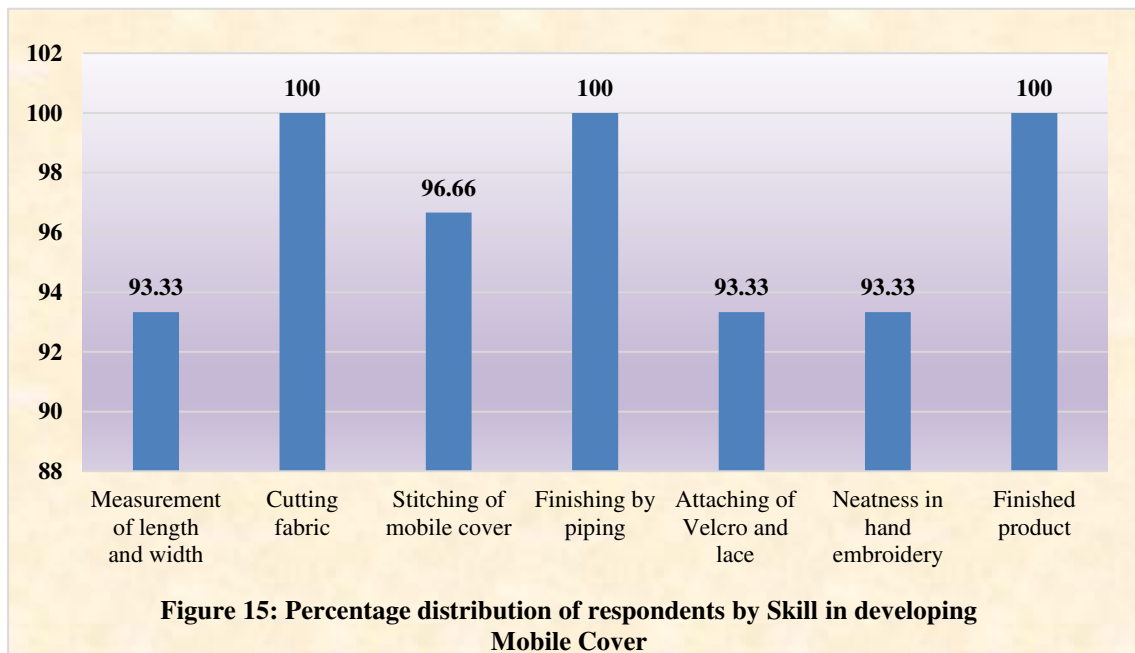 102
100
98
96
94
92
90
88
93.33
100
96.66
100
93.33
93.33
100
Measurement
of length
and width
Cutting
fabric
Stitching of
mobile cover
Finishing by
piping
Attaching of
Velcro and
lace
Neatness in
hand
embroidery
Finished
product
Figure 15: Percentage distribution of respondents by Skill in developing
Mobile Cover